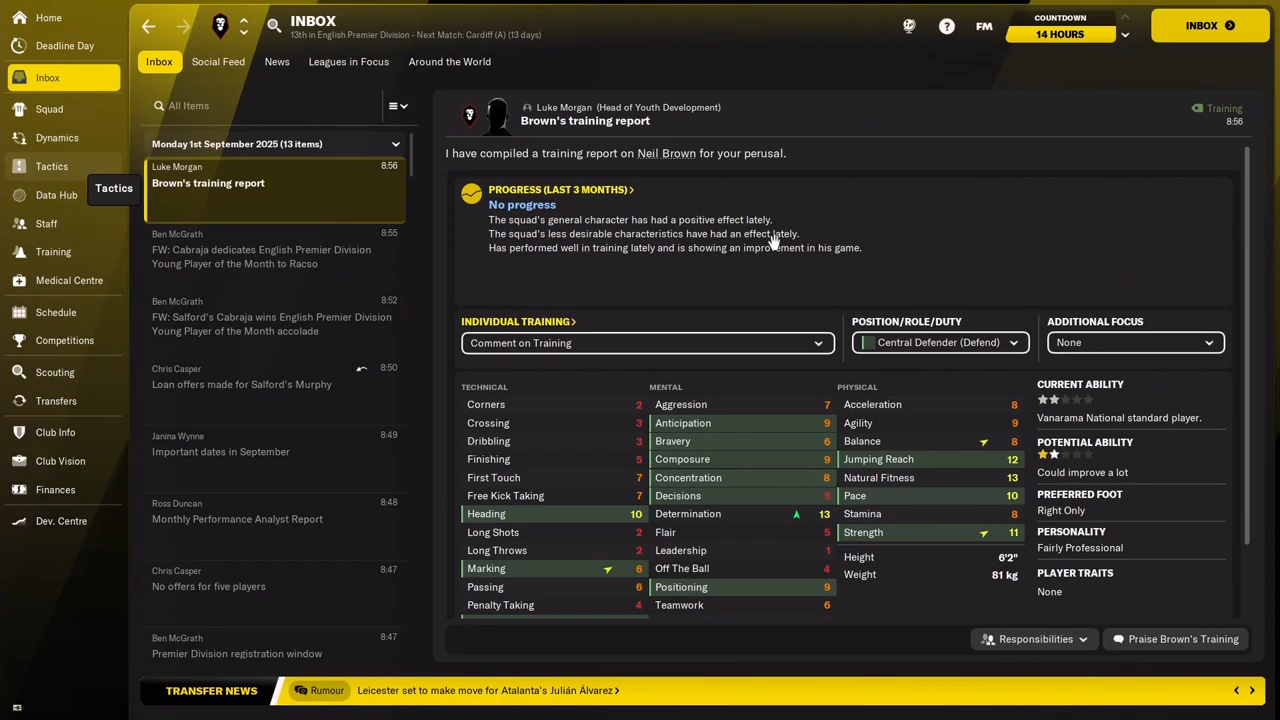 Home
Deadline Day
Inbox
Squad
Dynamics
Tactics
Data Hub
Staff
Training
Medical Centre
Schedule
Competitions
Scouting
Transfers
Club Info
Club Vision
Finances
Dev. Centre
Tactics
INBOX
13th in English Premier Division - Next Match: Cardiff (A) (13 days)
FM
COUNTDOWN
14 HOURS
INBOX
Inbox Social Feed News Leagues in Focus Around the World
All Items
Monday 1st September 2025 (13 items)
Luke Morgan 8:56
Brown's training report
Ben McGrath 8:55
FW: Cabraja dedicates English Premier Division
Young Player of the Month to Racso
Ben McGrath 8:52
FW: Salford's Cabraja wins English Premier Division
Young Player of the Month accolade
Chris Casper 8:50
Loan offers made for Salford's Murphy
Janina Wynne 8:49
Important dates in September
Ross Duncan 8:48
Monthly Performance Analyst Report
Chris Casper 8:47
No offers for five players
Ben McGrath 8:47
Premier Division registration window
Luke Morgan (Head of Youth Development)
Brown's training report
Training
8:56
I have compiled a training report on Neil Brown for your perusal.
PROGRESS (LAST 3 MONTHS) >
No progress
The squad's general character has had a positive effect lately.
The squad's less desirable characteristics have had an effect lately.
Has performed well in training lately and is showing an improvement in his game.
INDIVIDUAL TRAINING > POSITION/ROLE/DUTY ADDITIONAL FOCUS
Comment on Training Central Defender (Defend) None
TECHNICAL MENTAL PHYSICAL
Corners 2 Aggression 7 Acceleration 8
Crossing 3 Anticipation 9 Agility 9
Dribbling 3 Bravery 6 Balance 8
Finishing 5 Composure 9 Jumping Reach 12
First Touch 7 Concentration 8 Natural Fitness 13
Free Kick Taking 7 Decisions 5 Pace 10
Heading 10 Determination 13 Stamina 8
Long Shots 2 Flair 5 Strength 11
Long Throws 2 Leadership 1 Height 6'2"
Marking 6 Off The Ball 4 Weight 81 kg
Passing 6 Positioning 9
Penalty Taking 4 Teamwork 6
CURRENT ABILITY
Vanarama National standard player.
POTENTIAL ABILITY
Could improve a lot
PREFERRED FOOT
Right Only
PERSONALITY
Fairly Professional
PLAYER TRAITS
None
Responsibilities Praise Brown's Training
TRANSFER NEWS Rumour Leicester set to make move for Atalanta's Julián Álvarez >